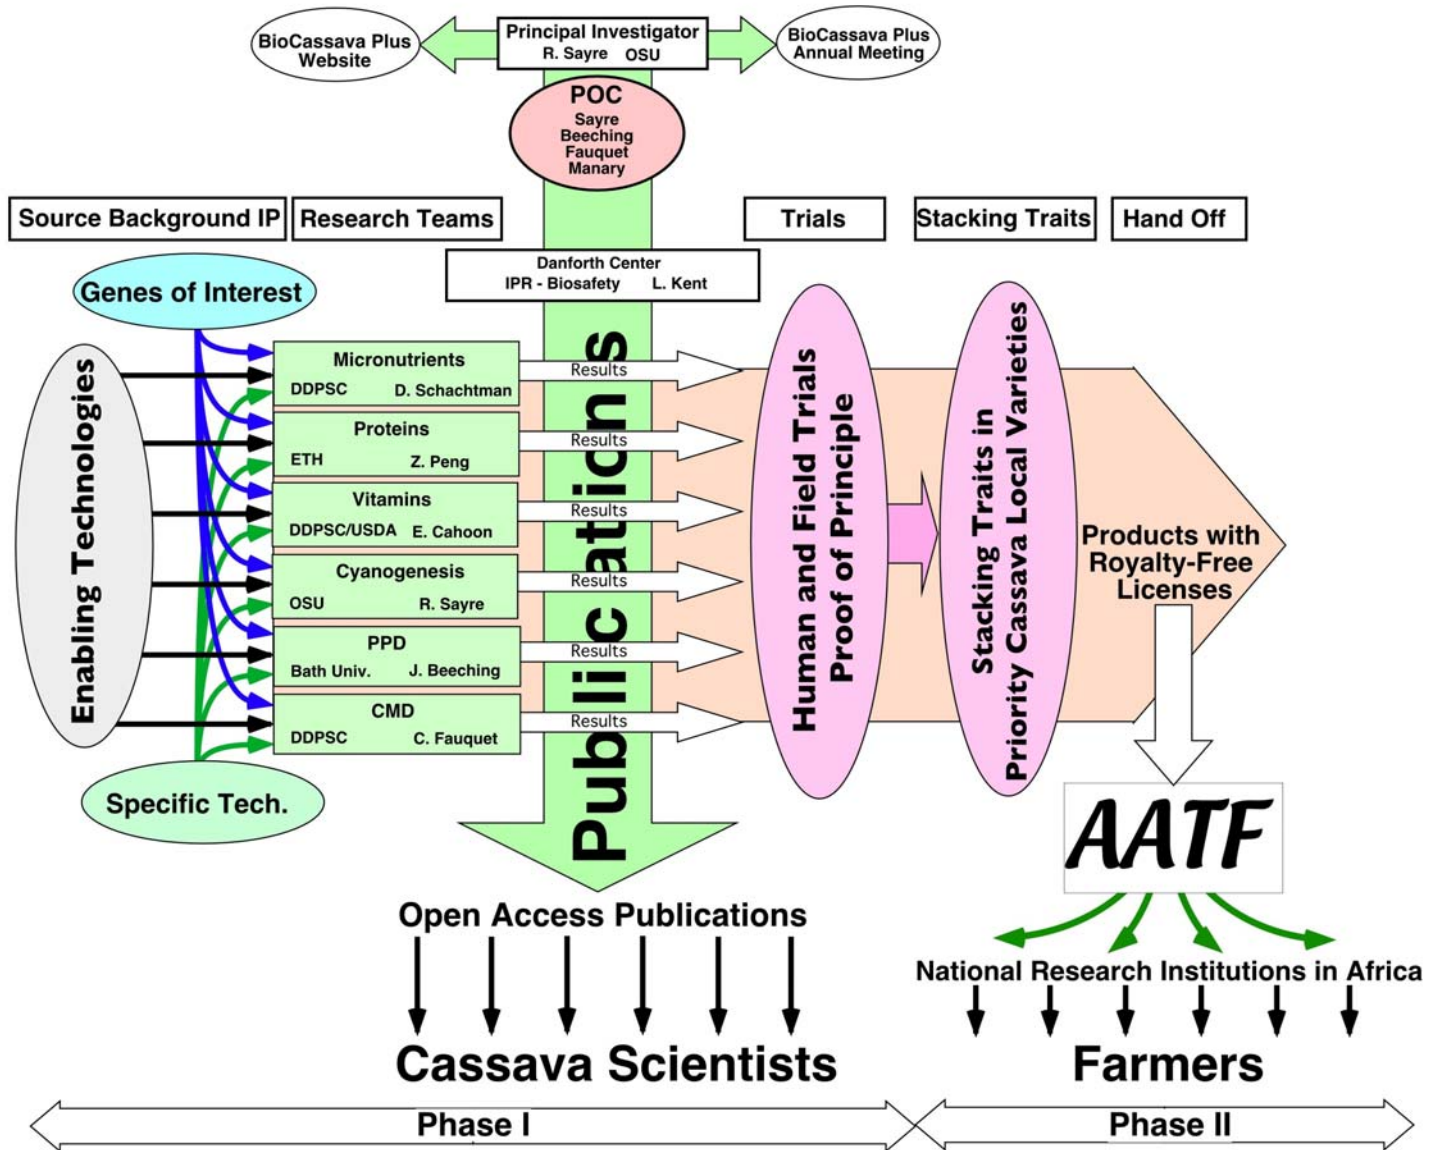 BioCassava Plus
Website
Principal Investigator
R. Sayre OSU
BioCassava Plus
Annual Meeting
POC
Sayre
Beeching
Fauquet
Manary
Source Background IP
Research Teams
Trials
Stacking Traits
Hand Off
Danforth Center
IPR - Biosafety L. Kent
Genes of Interest
Enabling Technologies
Specific Tech.
Micronutrients
DDPSC D. Schachtman
Proteins
ETH Z. Peng
Vitamins
DDPSC/USDA E. Cahoon
Cyanogenesis
OSU R. Sayre
PPD
Bath Univ. J. Beeching
CMD
DDPSC C. Fauquet
Results
Results
Results
Results
Results
Results
Publications
Human and Field Trials
Proof of Principle
Stacking Traits in
Priority Cassava Local Varieties
Products with
Royalty-Free
Licenses
AATF
Open Access Publications
National Research Institutions in Africa
Cassava Scientists
Farmers
Phase I
Phase II